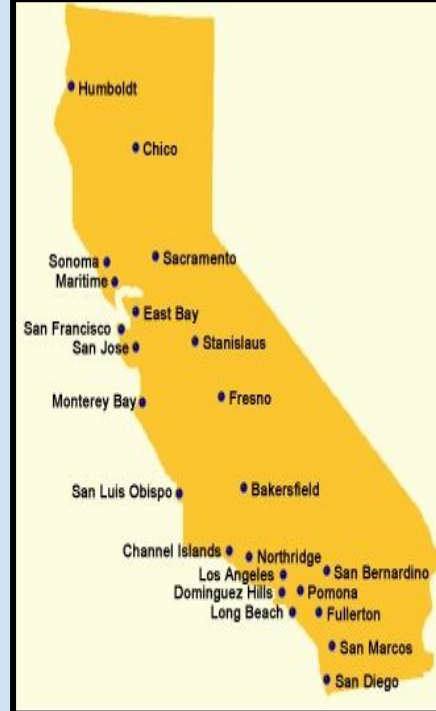 Humboldt
Chico
Sonoma
Sacramento
Maritime
East Bay
San Francisco
San Jose
Stanislaus
Monterey Bay
Fresno
San Luis Obispo
Bakersfield
Channel Islands
Northridge
Los Angeles
San Bernardino
Dominguez Hills
Pomona
Long Beach
Fullerton
San Marcos
San Diego